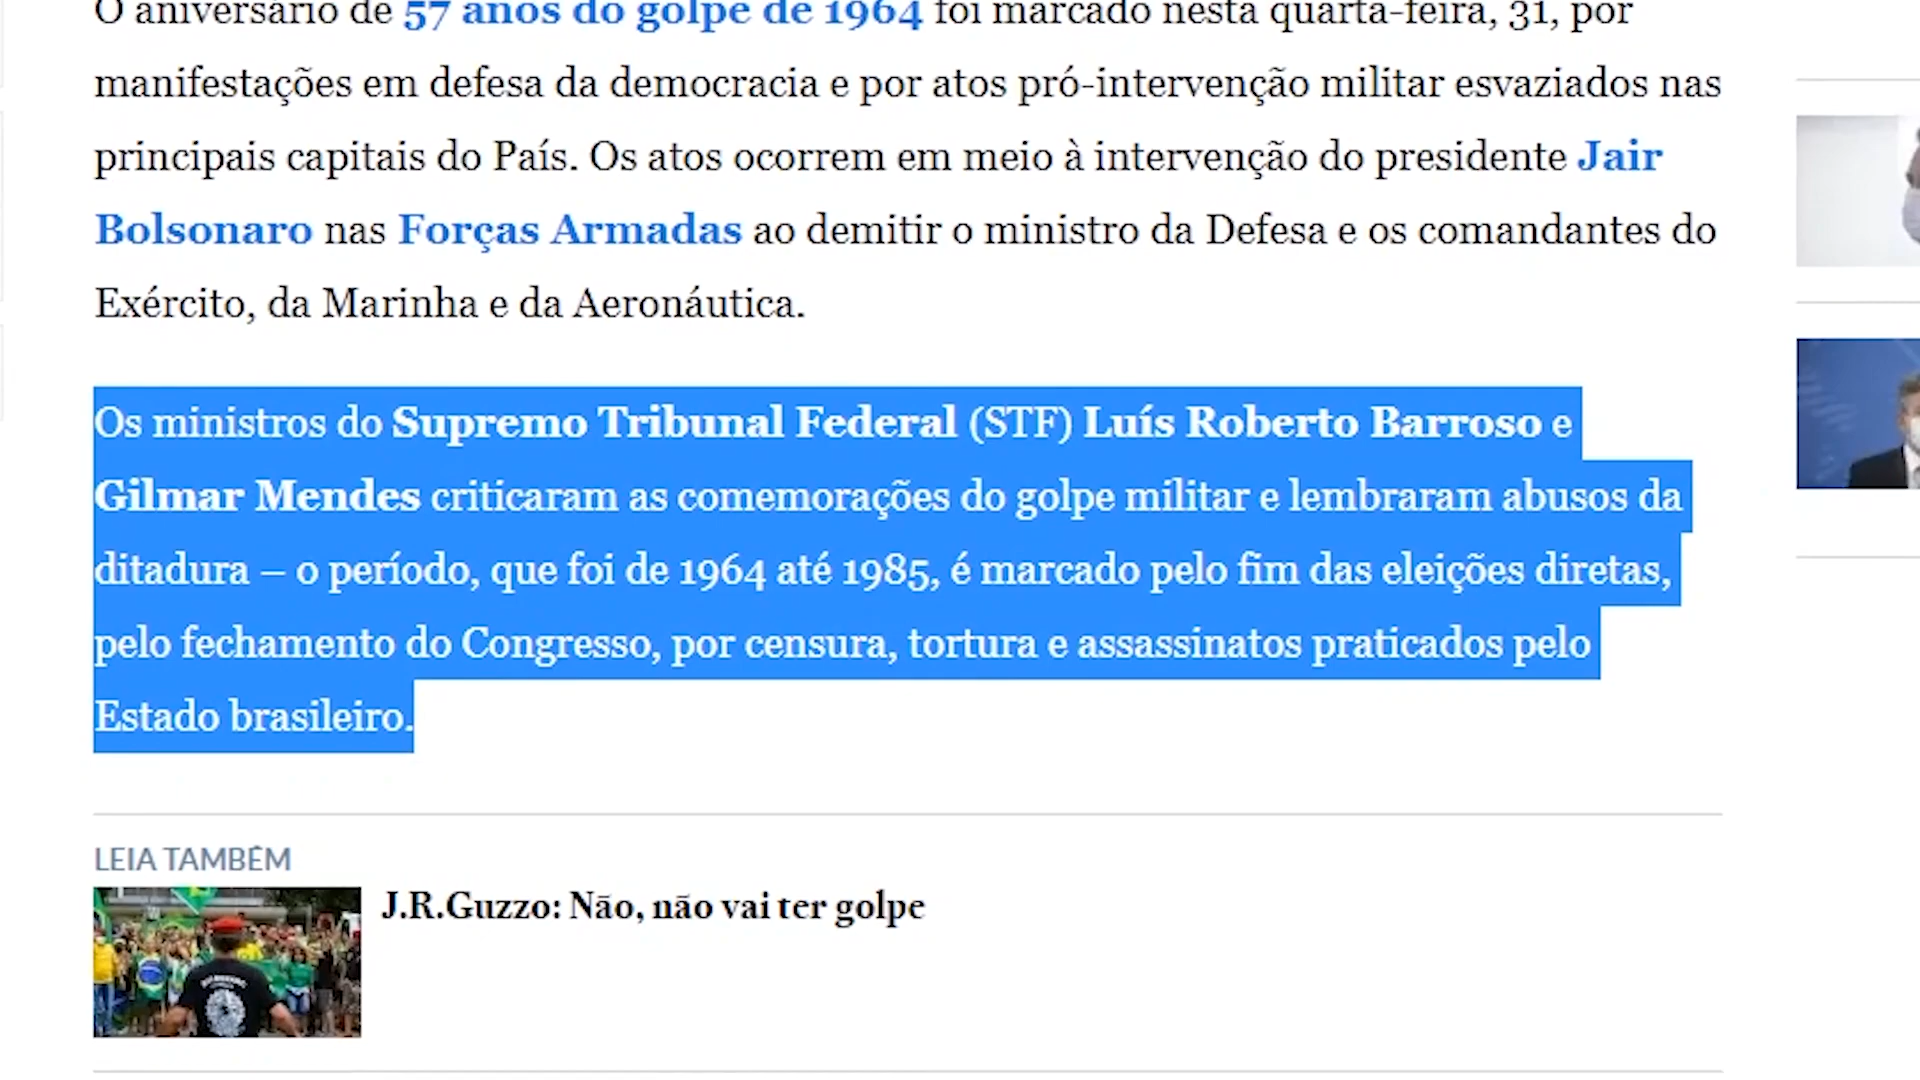 O aniversário de 57 anos do golpe de 1964 foi marcado nesta quarta-feira, 31, por
manifestações em defesa da democracia e por atos pró-intervenção militar esvaziados nas
principais capitais do País. Os atos ocorrem em meio à intervenção do presidente Jair
Bolsonaro nas Forças Armadas ao demitir o ministro da Defesa e os comandantes do
Exército, da Marinha e da Aeronáutica.
Os ministros do Supremo Tribunal Federal (STF) Luís Roberto Barroso e
Gilmar Mendes criticaram as comemorações do golpe militar e lembraram abusos da
ditadura – o período, que foi de 1964 até 1985, é marcado pelo fim das eleições diretas,
pelo fechamento do Congresso, por censura, tortura e assassinatos praticados pelo
Estado brasileiro.
LEIA TAMBÉM
J.R.Guzzo: Não, não vai ter golpe